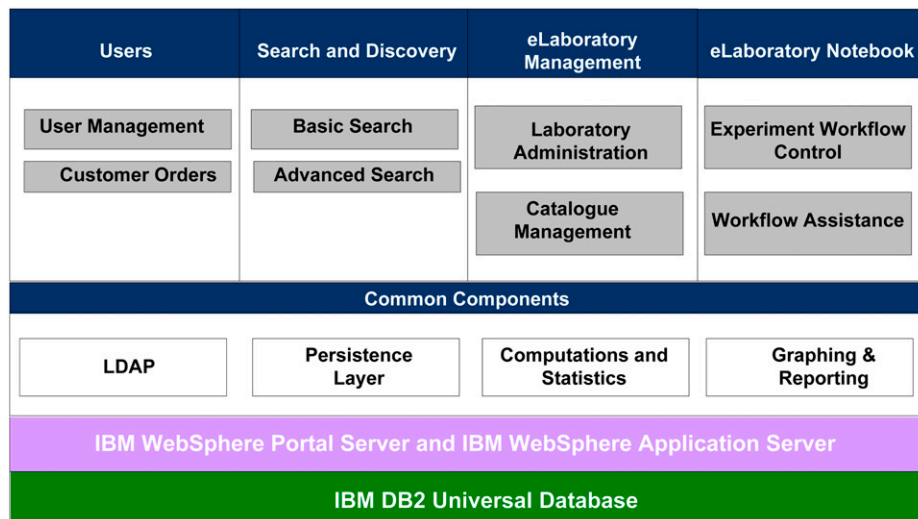 Users
Search and Discovery
eLaboratory
Management
eLaboratory Notebook
User Management
Customer Orders
Basic Search
Advanced Search
Laboratory
Administration
Catalogue
Management
Experiment Workflow
Control
Workflow Assistance
Common Components
LDAP
Persistence
Layer
Computations and
Statistics
Graphing &
Reporting
IBM WebSphere Portal Server and IBM WebSphere Application Server
IBM DB2 Universal Database